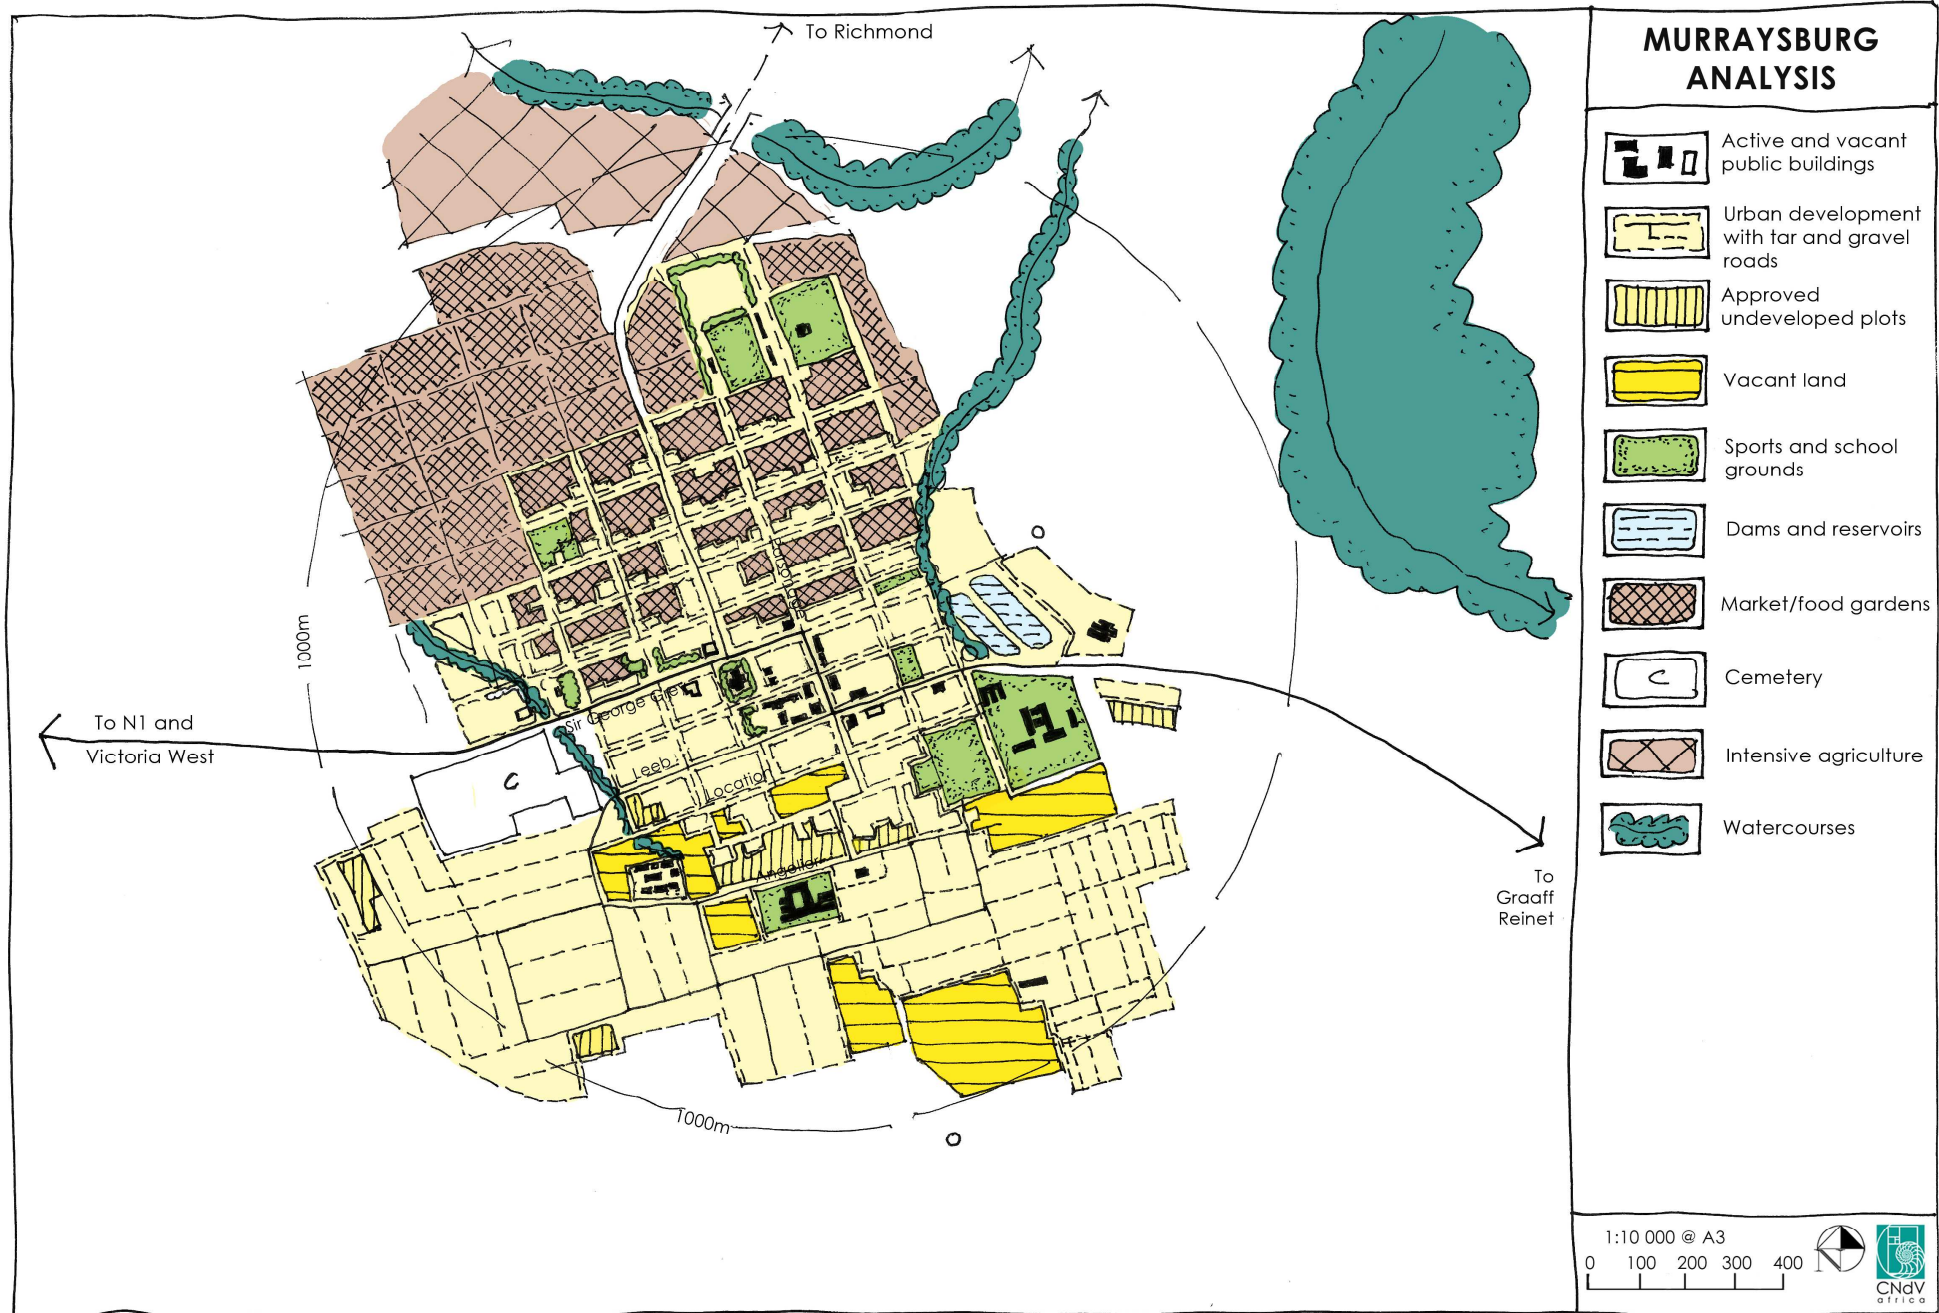 MURRAYSBURG
ANALYSIS
To Richmond
Active and vacant
public buildings
Urban development
with tar and gravel
roads
Approved
undeveloped plots
Vacant land
Sports and school
grounds
Dams and reservoirs
Market/food gardens
C
Cemetery
Intensive agriculture
Watercourses
1000m
To N1 and
Victoria West
Sir George Grey
Leeb
Location
C
To
Graaff
Reinet
1000m
1:10 000 @ A3
0 100 200 300 400
N
CNdV
africa